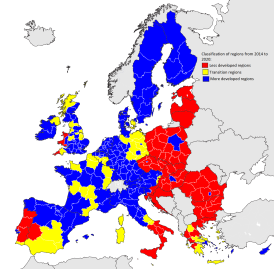 Classification of regions from 2014 to
2020
Less developed regions
Transition regions
More developed regions